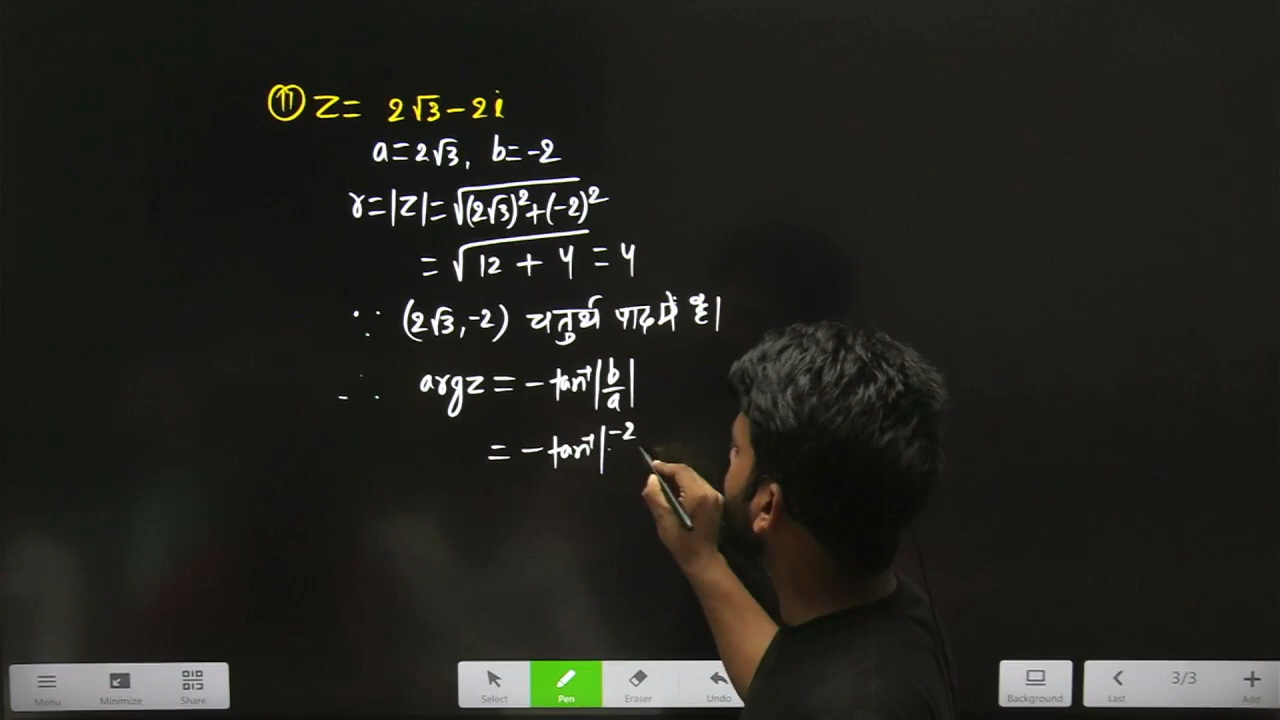 ⑪ Z = 2√3 - 2i
a = 2√3, b = -2
r = |Z| = √(2√3)² + (-2)²
= √12 + 4 = 4
∵ (2√3, -2) चतुर्थ पाद में है।
∴ arg z = - tan⁻¹ |b/a|
= - tan⁻¹ |-2
Menu Minimize Share Select Pen Eraser Undo Background Last 3/3 Add